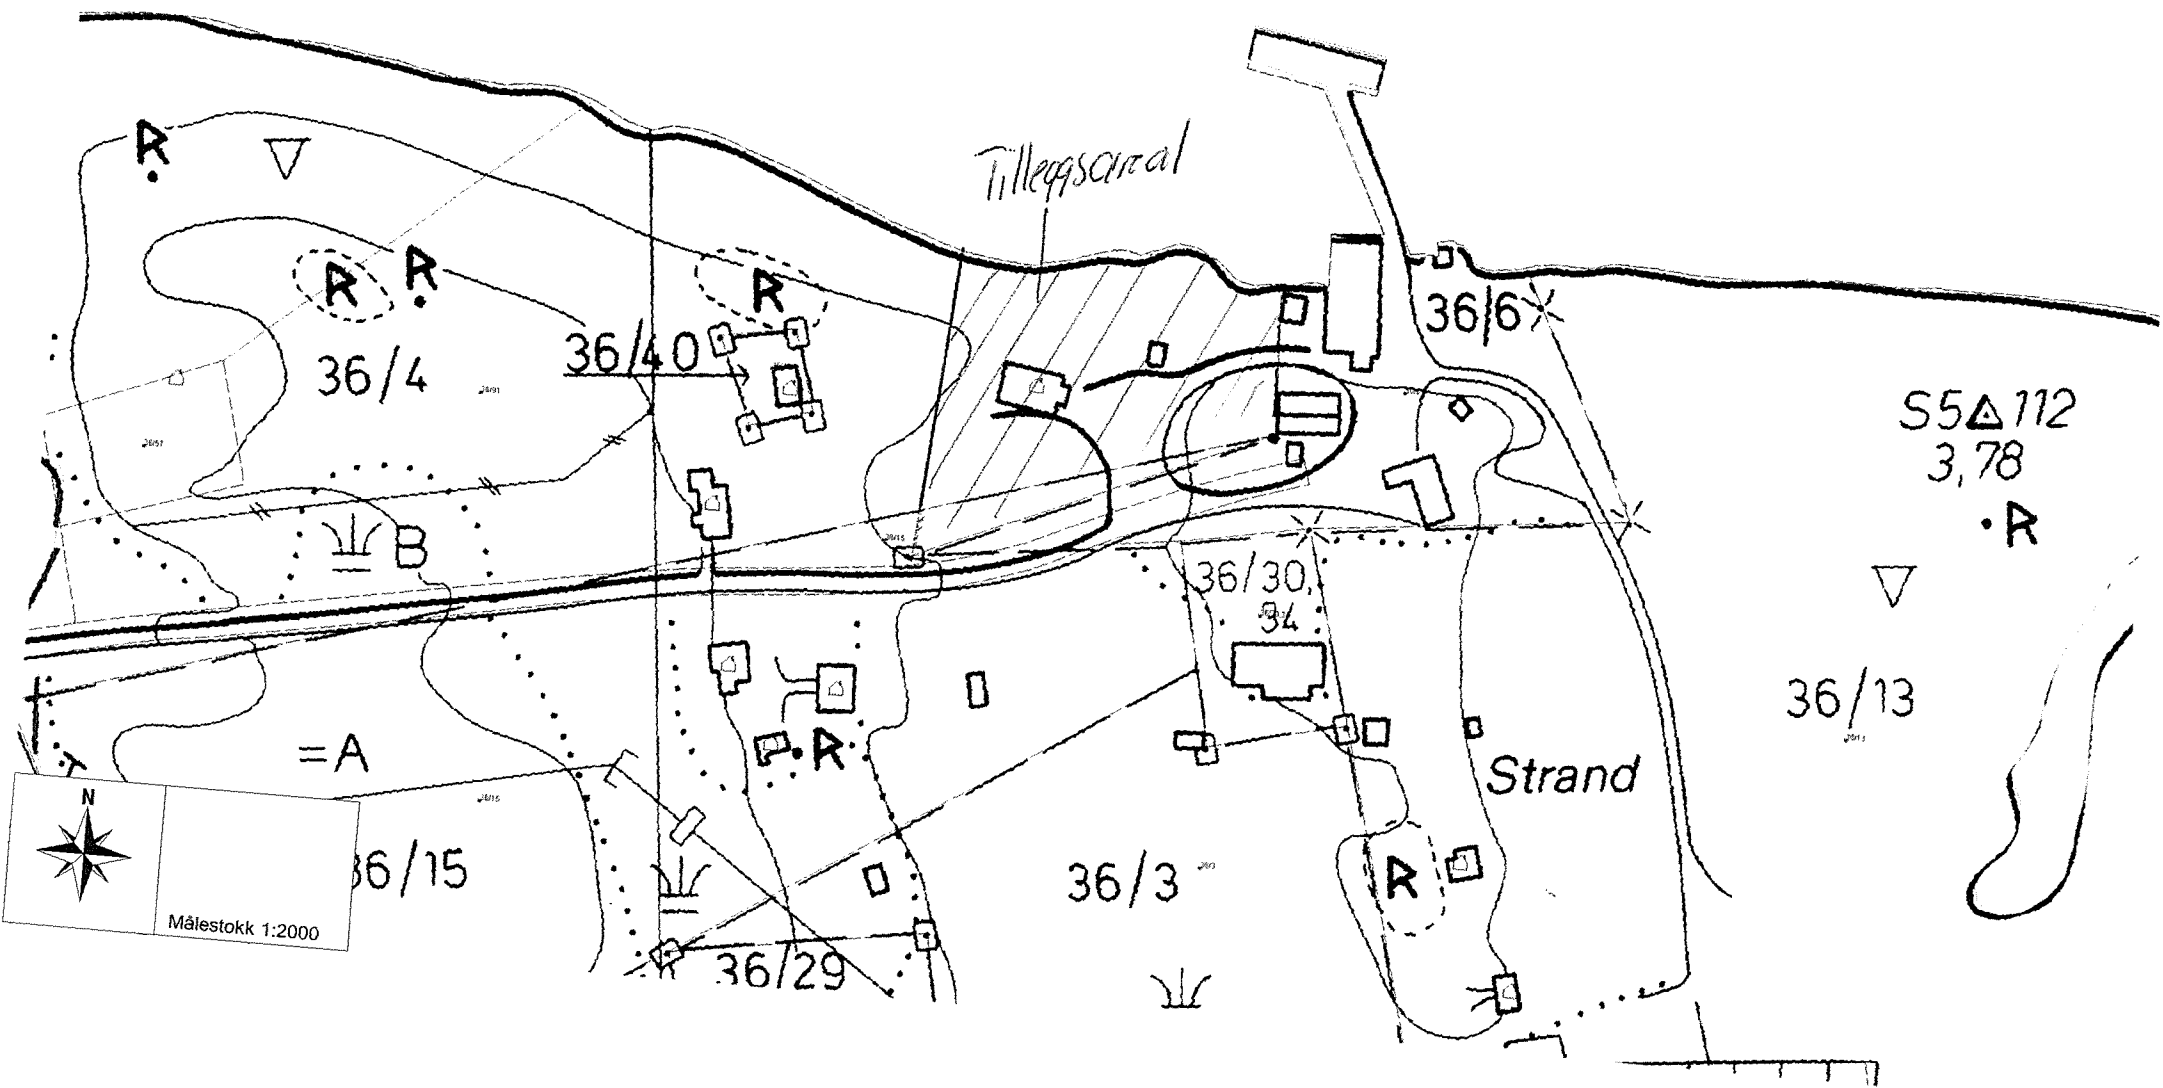 Tilleggsareal
R
R
R
R
36/6
36/40
36/4
S5 112
3,78
R
B
36/30,
34
36/13
=A
R
Strand
36/15
36/3
R
N
Målestokk 1:2000
36/29